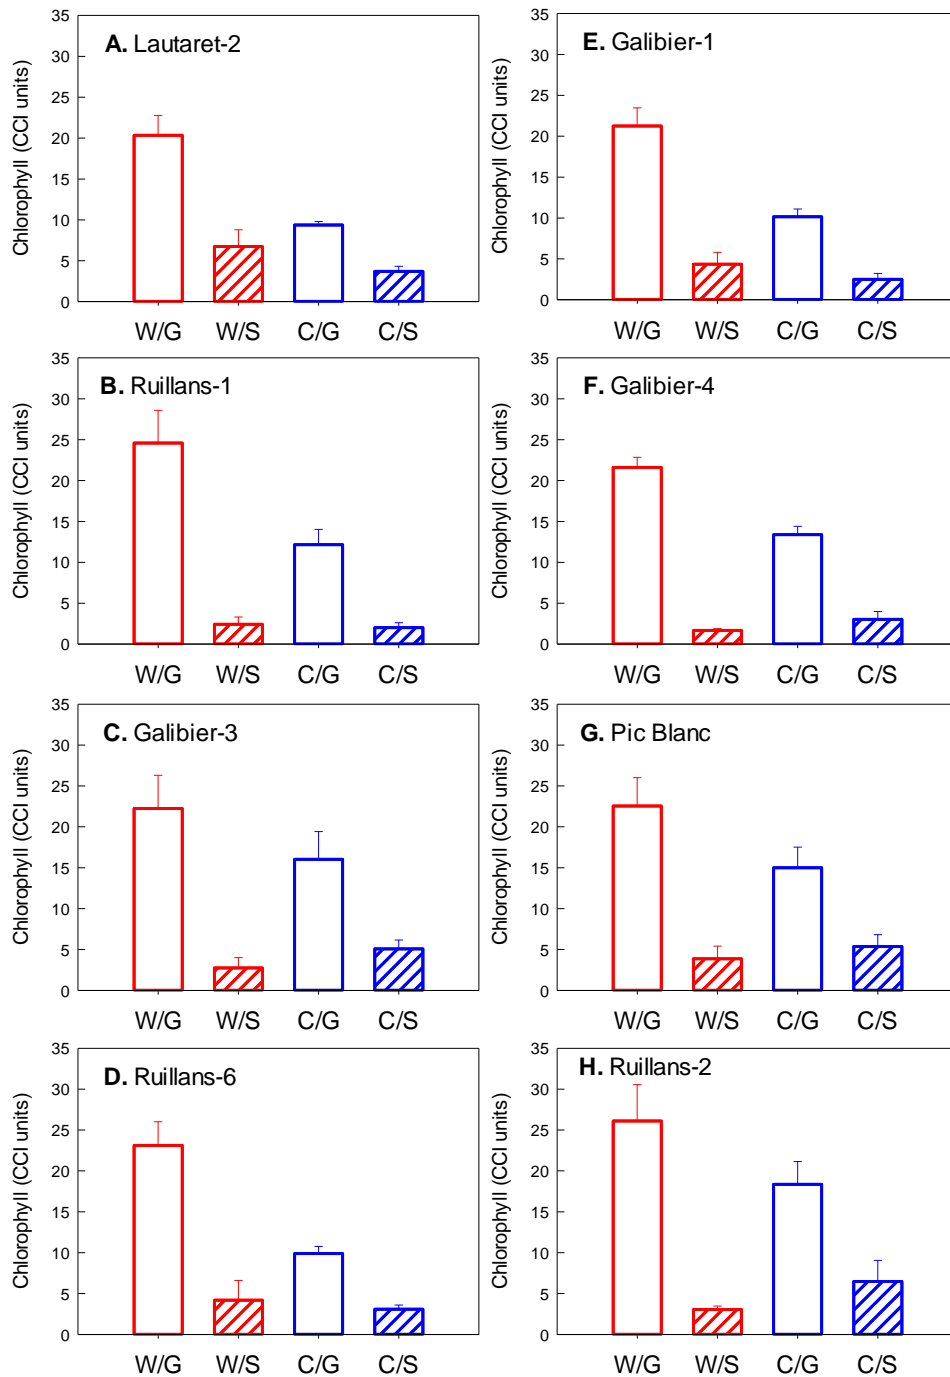 A. Lautaret-2
Chlorophyll (CCI units)
35
30
25
20
15
10
5
0
W/G W/S C/G C/S
E. Galibier-1
Chlorophyll (CCI units)
35
30
25
20
15
10
5
0
W/G W/S C/G C/S
B. Ruillans-1
Chlorophyll (CCI units)
35
30
25
20
15
10
5
0
W/G W/S C/G C/S
F. Galibier-4
Chlorophyll (CCI units)
35
30
25
20
15
10
5
0
W/G W/S C/G C/S
C. Galibier-3
Chlorophyll (CCI units)
35
30
25
20
15
10
5
0
W/G W/S C/G C/S
G. Pic Blanc
Chlorophyll (CCI units)
35
30
25
20
15
10
5
0
W/G W/S C/G C/S
D. Ruillans-6
Chlorophyll (CCI units)
35
30
25
20
15
10
5
0
W/G W/S C/G C/S
H. Ruillans-2
Chlorophyll (CCI units)
35
30
25
20
15
10
5
0
W/G W/S C/G C/S